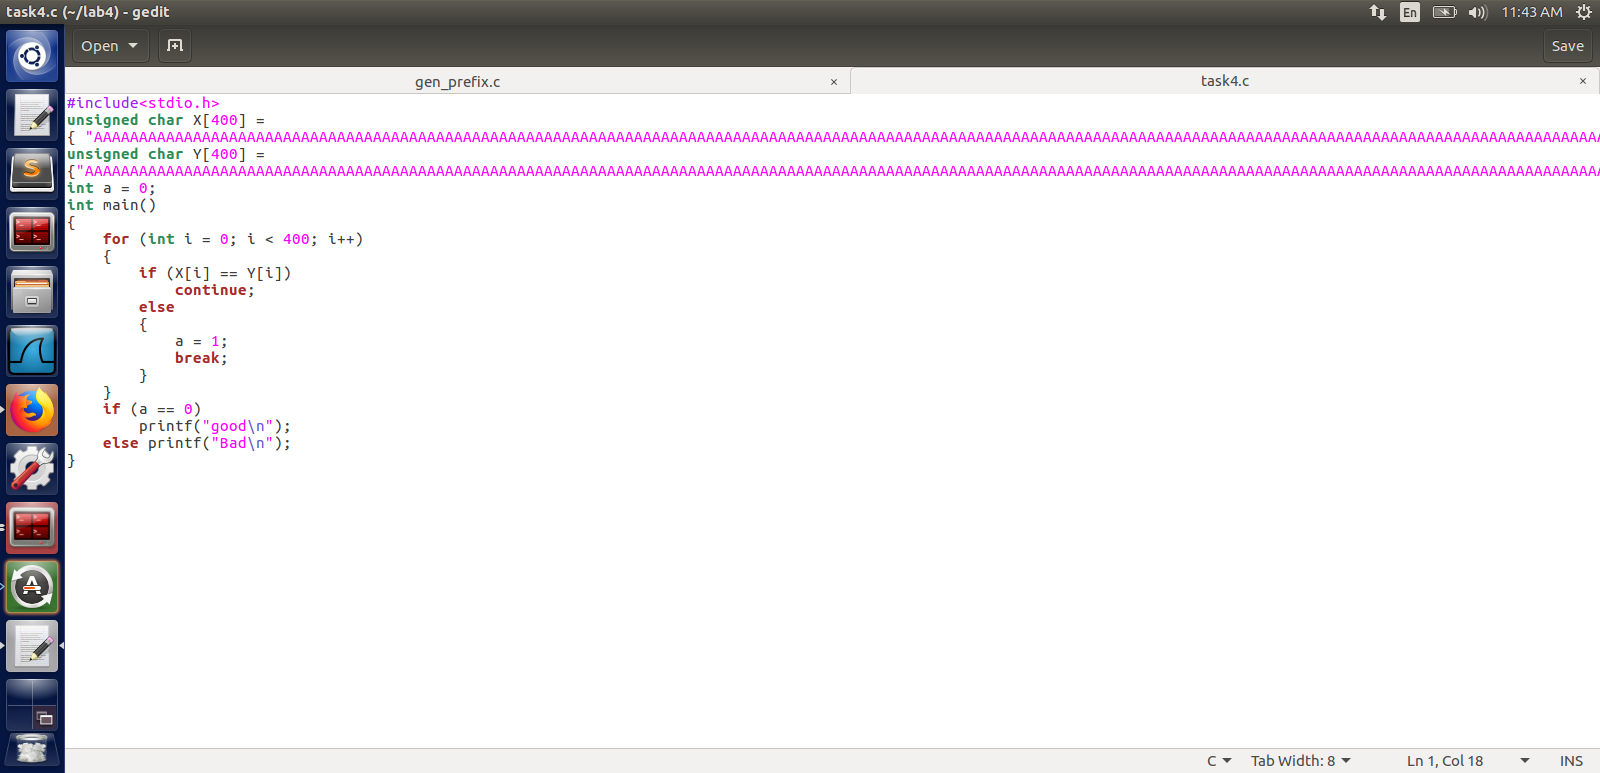 task4.c (~/lab4) - gedit
En
11:43 AM
Open
Save
gen_prefix.c ×
task4.c ×
#include<stdio.h>
unsigned char X[400] =
unsigned char Y[400] =
int a = 0;
int main()
{
    for (int i = 0; i < 400; i++)
    {
        if (X[i] == Y[i])
            continue;
        else
        {
            a = 1;
            break;
        }
    }
    if (a == 0)
        printf("good\n");
    else printf("Bad\n");
}
C
Tab Width: 8
Ln 1, Col 18
INS